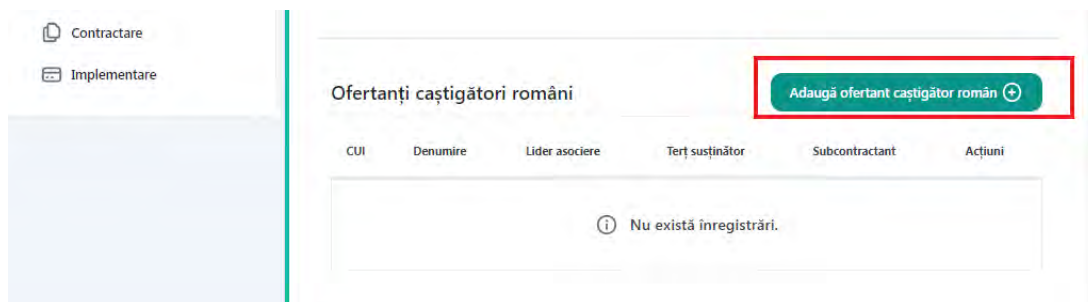 Contractare
Implementare
Ofertanți caștigători români
Adaugă ofertant caștigător român
CUI Denumire Lider asociere Terț susținător Subcontractant Acțiuni
Nu există înregistrări.